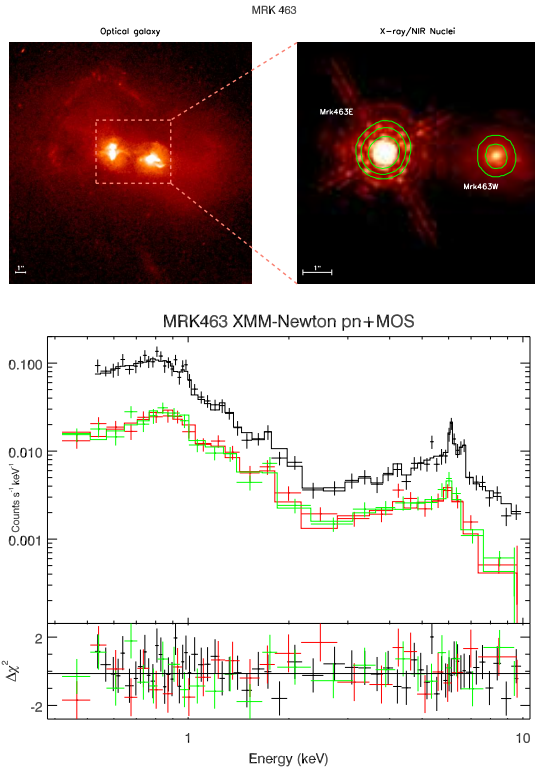 MRK 463
Optical galaxy
X-ray/NIR Nuclei
Mrk463E
Mrk463W
1"
1"
MRK463 XMM-Newton pn+MOS
0.100
0.010
0.001
Counts s⁻¹ keV⁻¹
2
0
-2
Δχ²
1
10
Energy (keV)